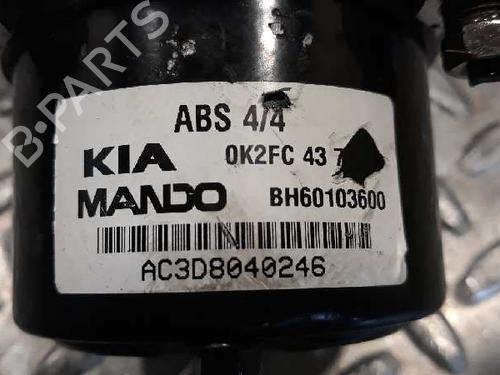 B-PARTS
ABS 4/4
KIA 0K2FC 43 7
MANDO BH60103600
AC3D8040246